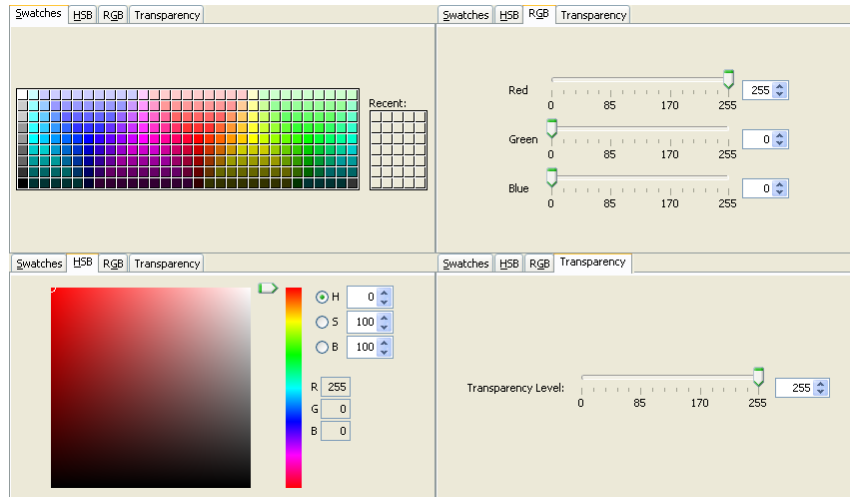 Swatches HSB RGB Transparency
Recent:
Swatches HSB RGB Transparency
Red 255
0 85 170 255
Green 0
0 85 170 255
Blue 0
0 85 170 255
Swatches HSB RGB Transparency
H 0
S 100
B 100
R 255
G 0
B 0
Swatches HSB RGB Transparency
Transparency Level: 255
0 85 170 255